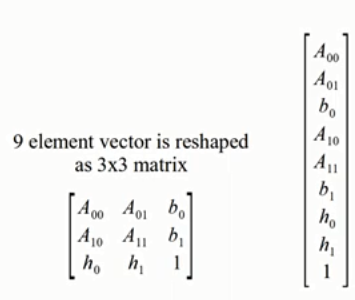 9 element vector is reshaped
as 3x3 matrix
A₀₀ A₀₁ b₀
A₁₀ A₁₁ b₁
h₀ h₁ 1
A₀₀
A₀₁
b₀
A₁₀
A₁₁
b₁
h₀
h₁
1